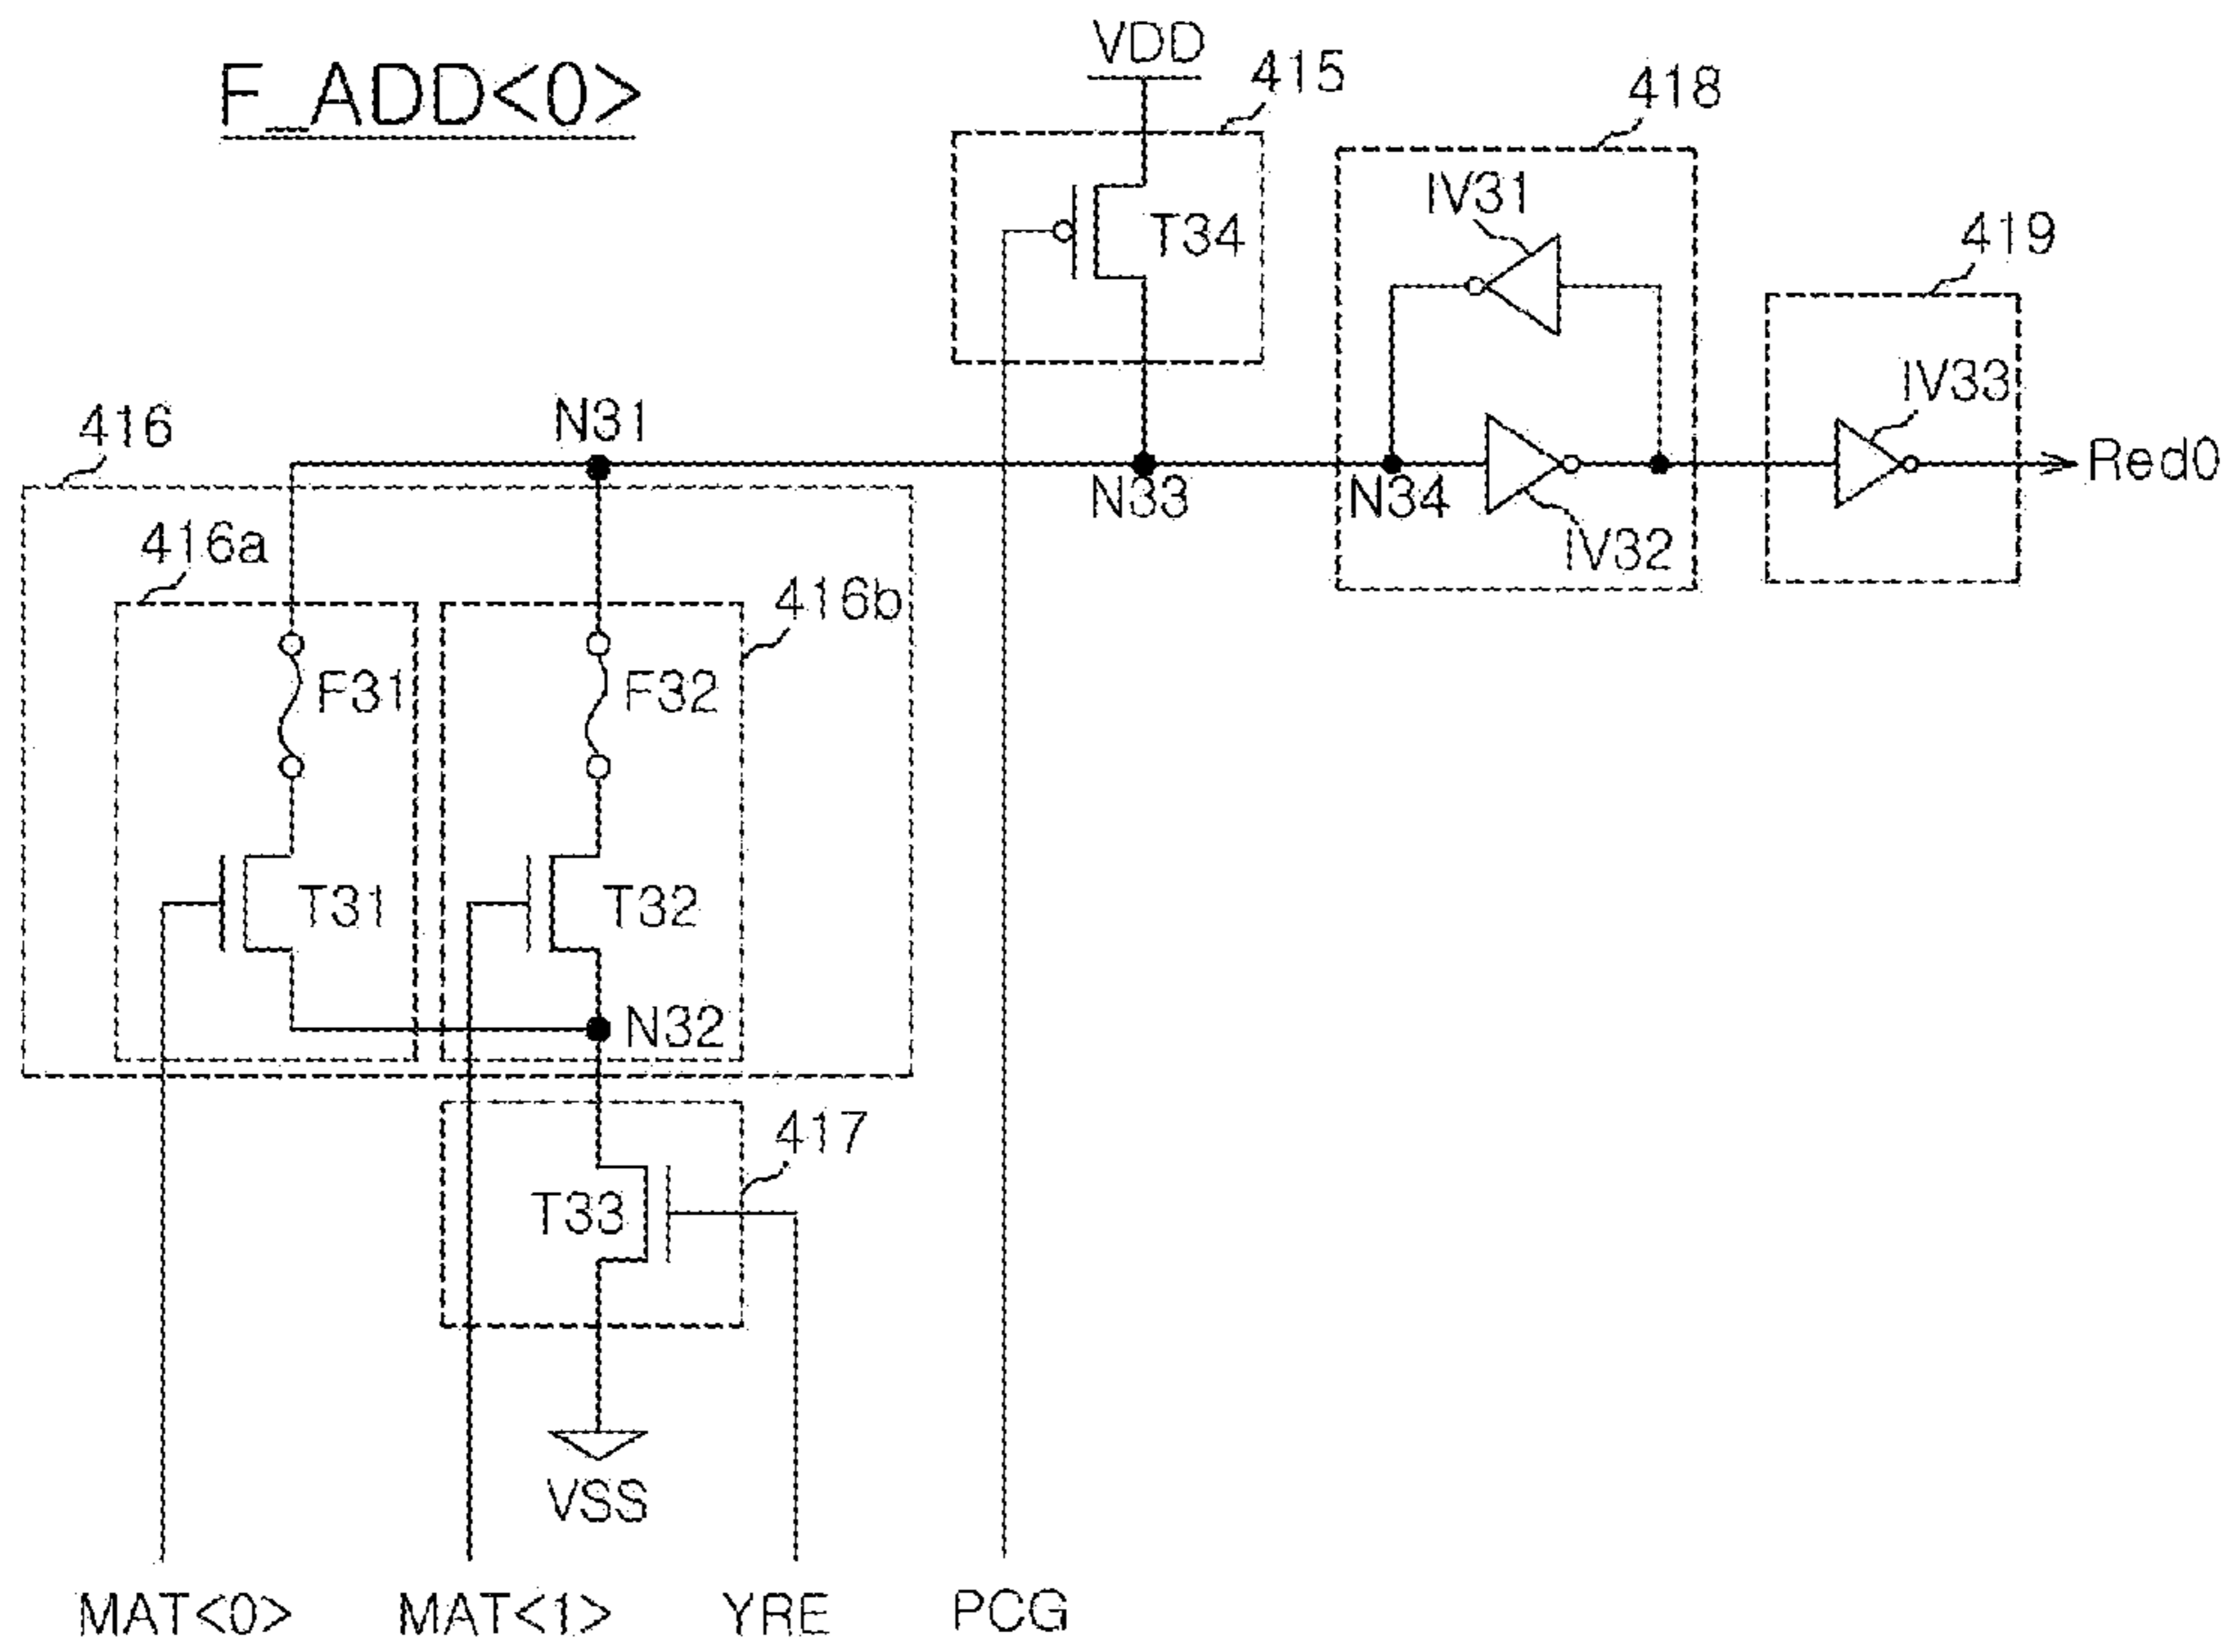 F_ADD<0>
VDD
415
418
T34
IV31
419
IV33
416
N31
N33
N34
Red0
IV32
416a
416b
F31
F32
T31
T32
N32
417
T33
VSS
MAT<0>
MAT<1>
YRE
PCG